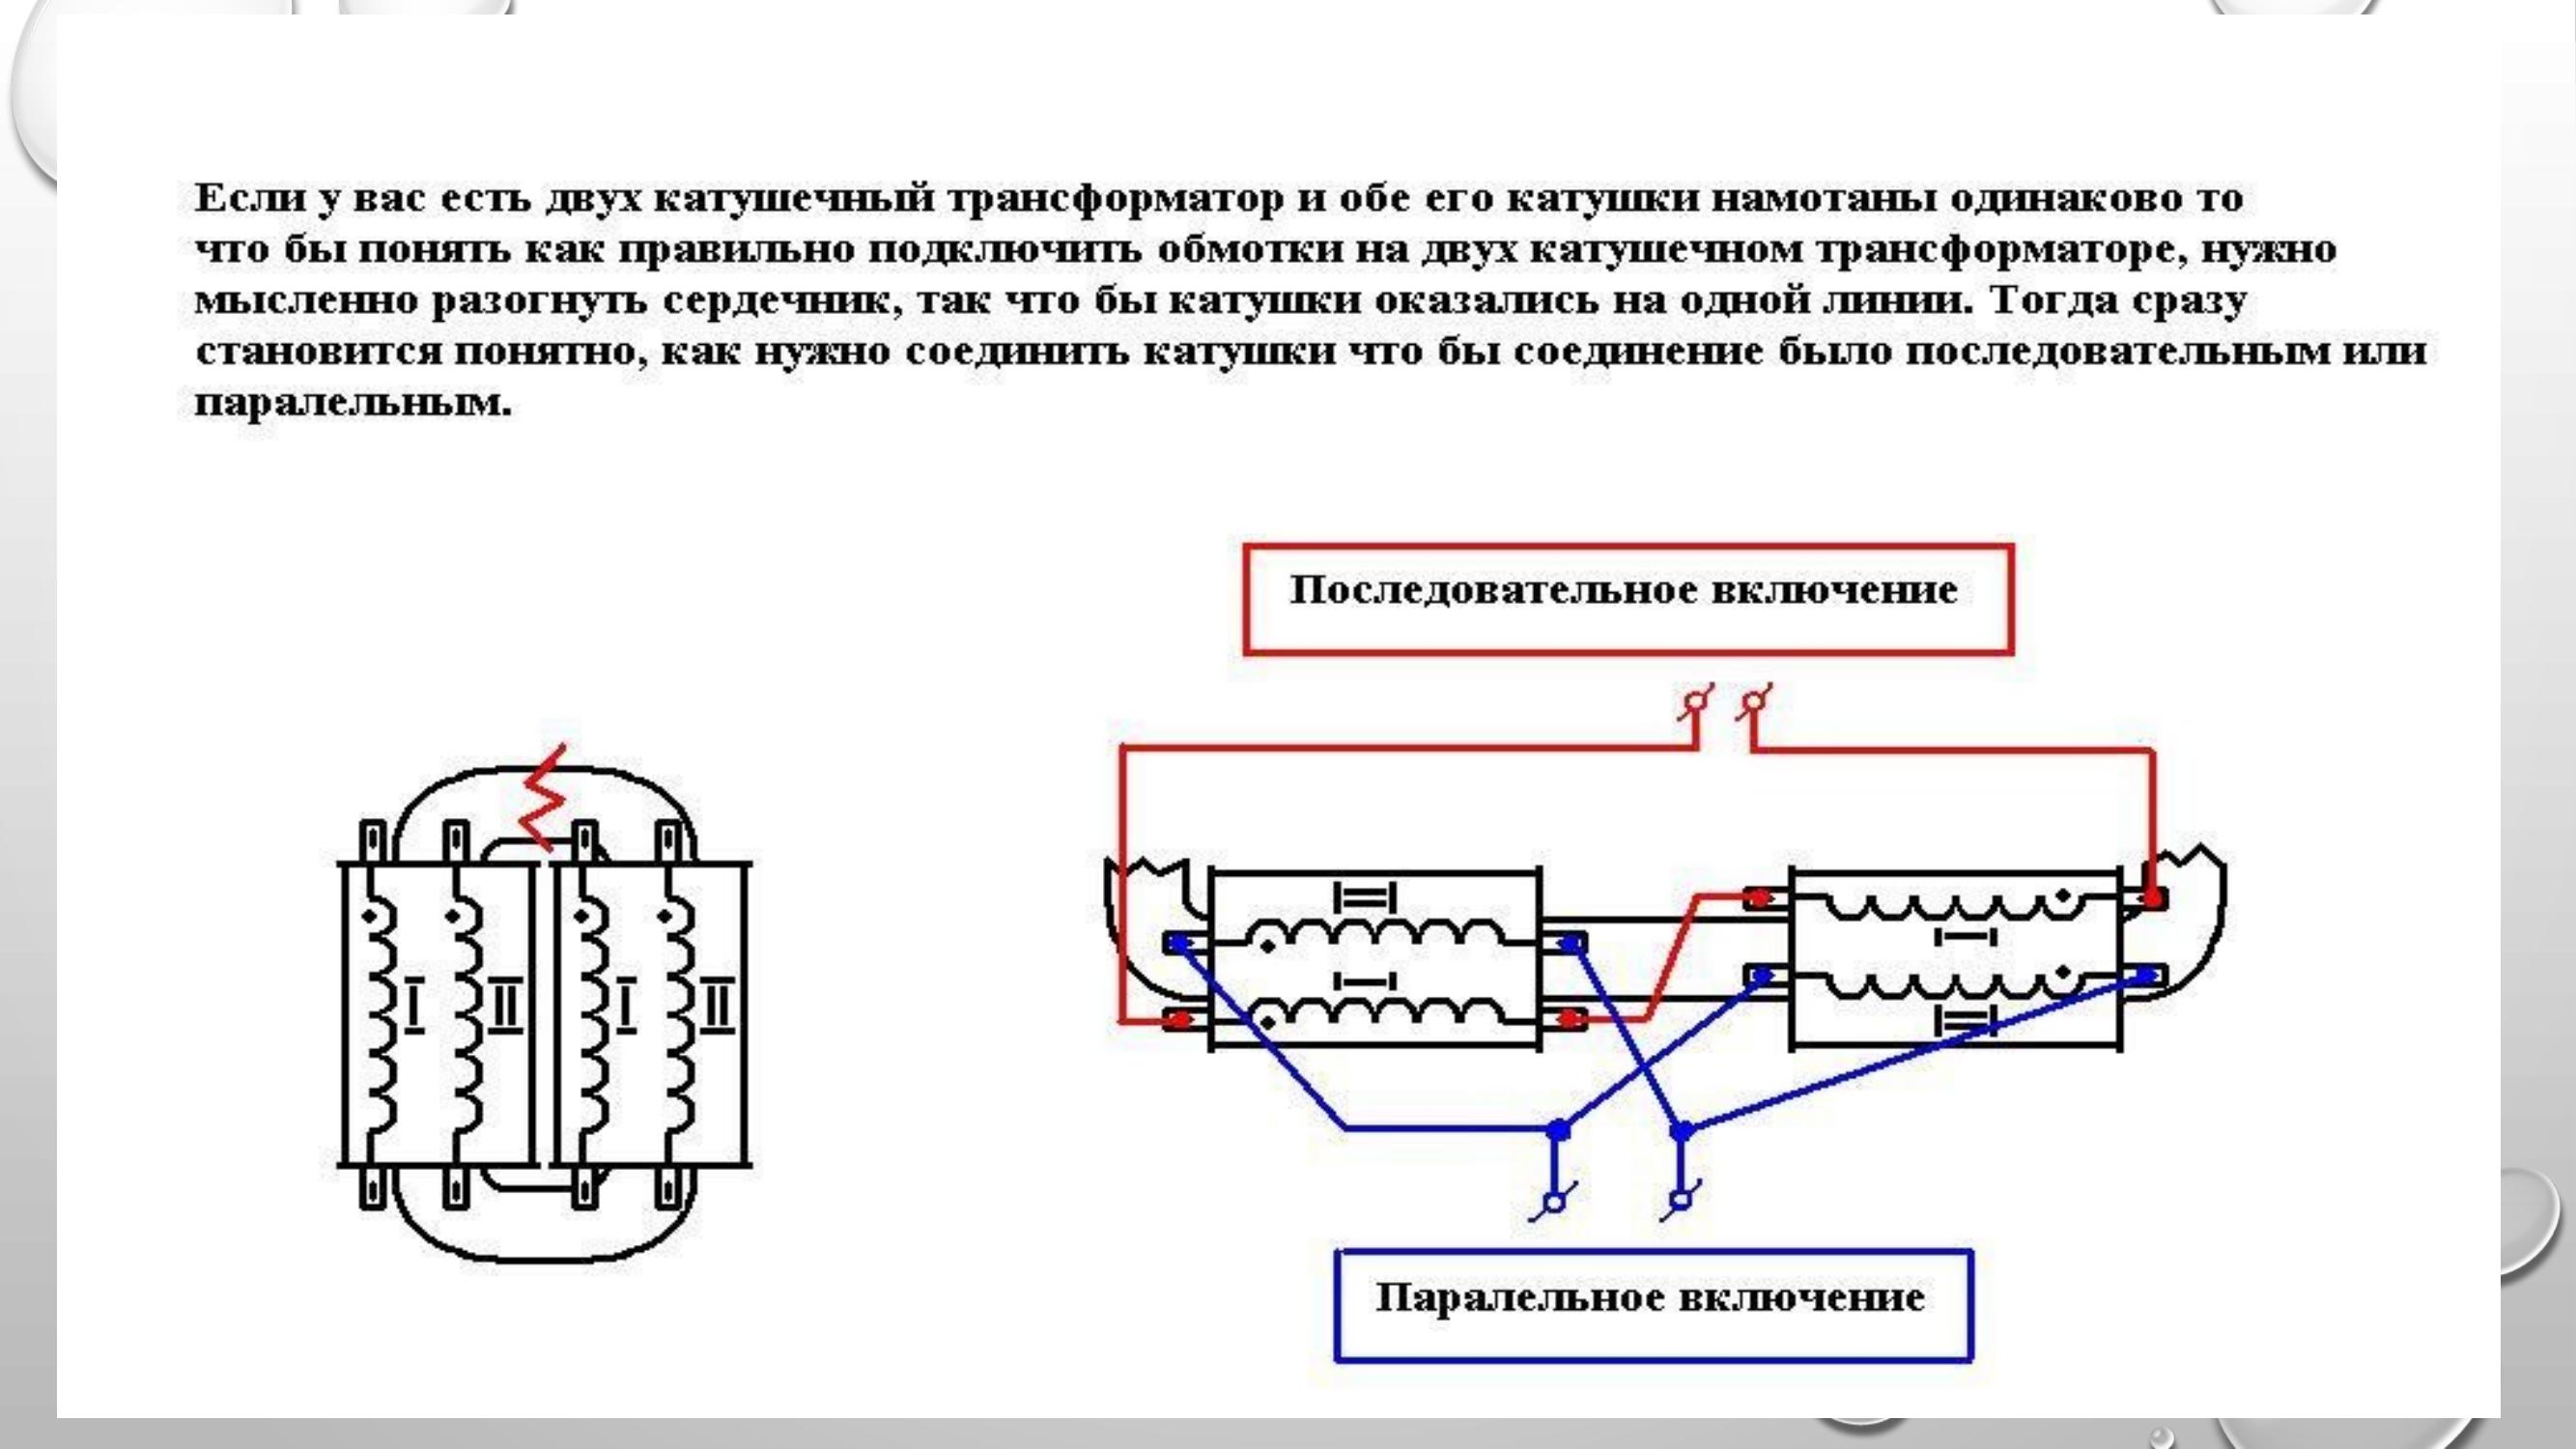 Если у вас есть двух катушечный трансформатор и обе его катушки намотаны одинаково то
что бы понять как правильно подключить обмотки на двух катушечном трансформаторе, нужно
мысленно разогнуть сердечник, так что бы катушки оказались на одной линии. Тогда сразу
становится понятно, как нужно соединить катушки что бы соединение было последовательным или
паралельным.
Последовательное включение
I II I II
II
I
I
II
Паралельное включение